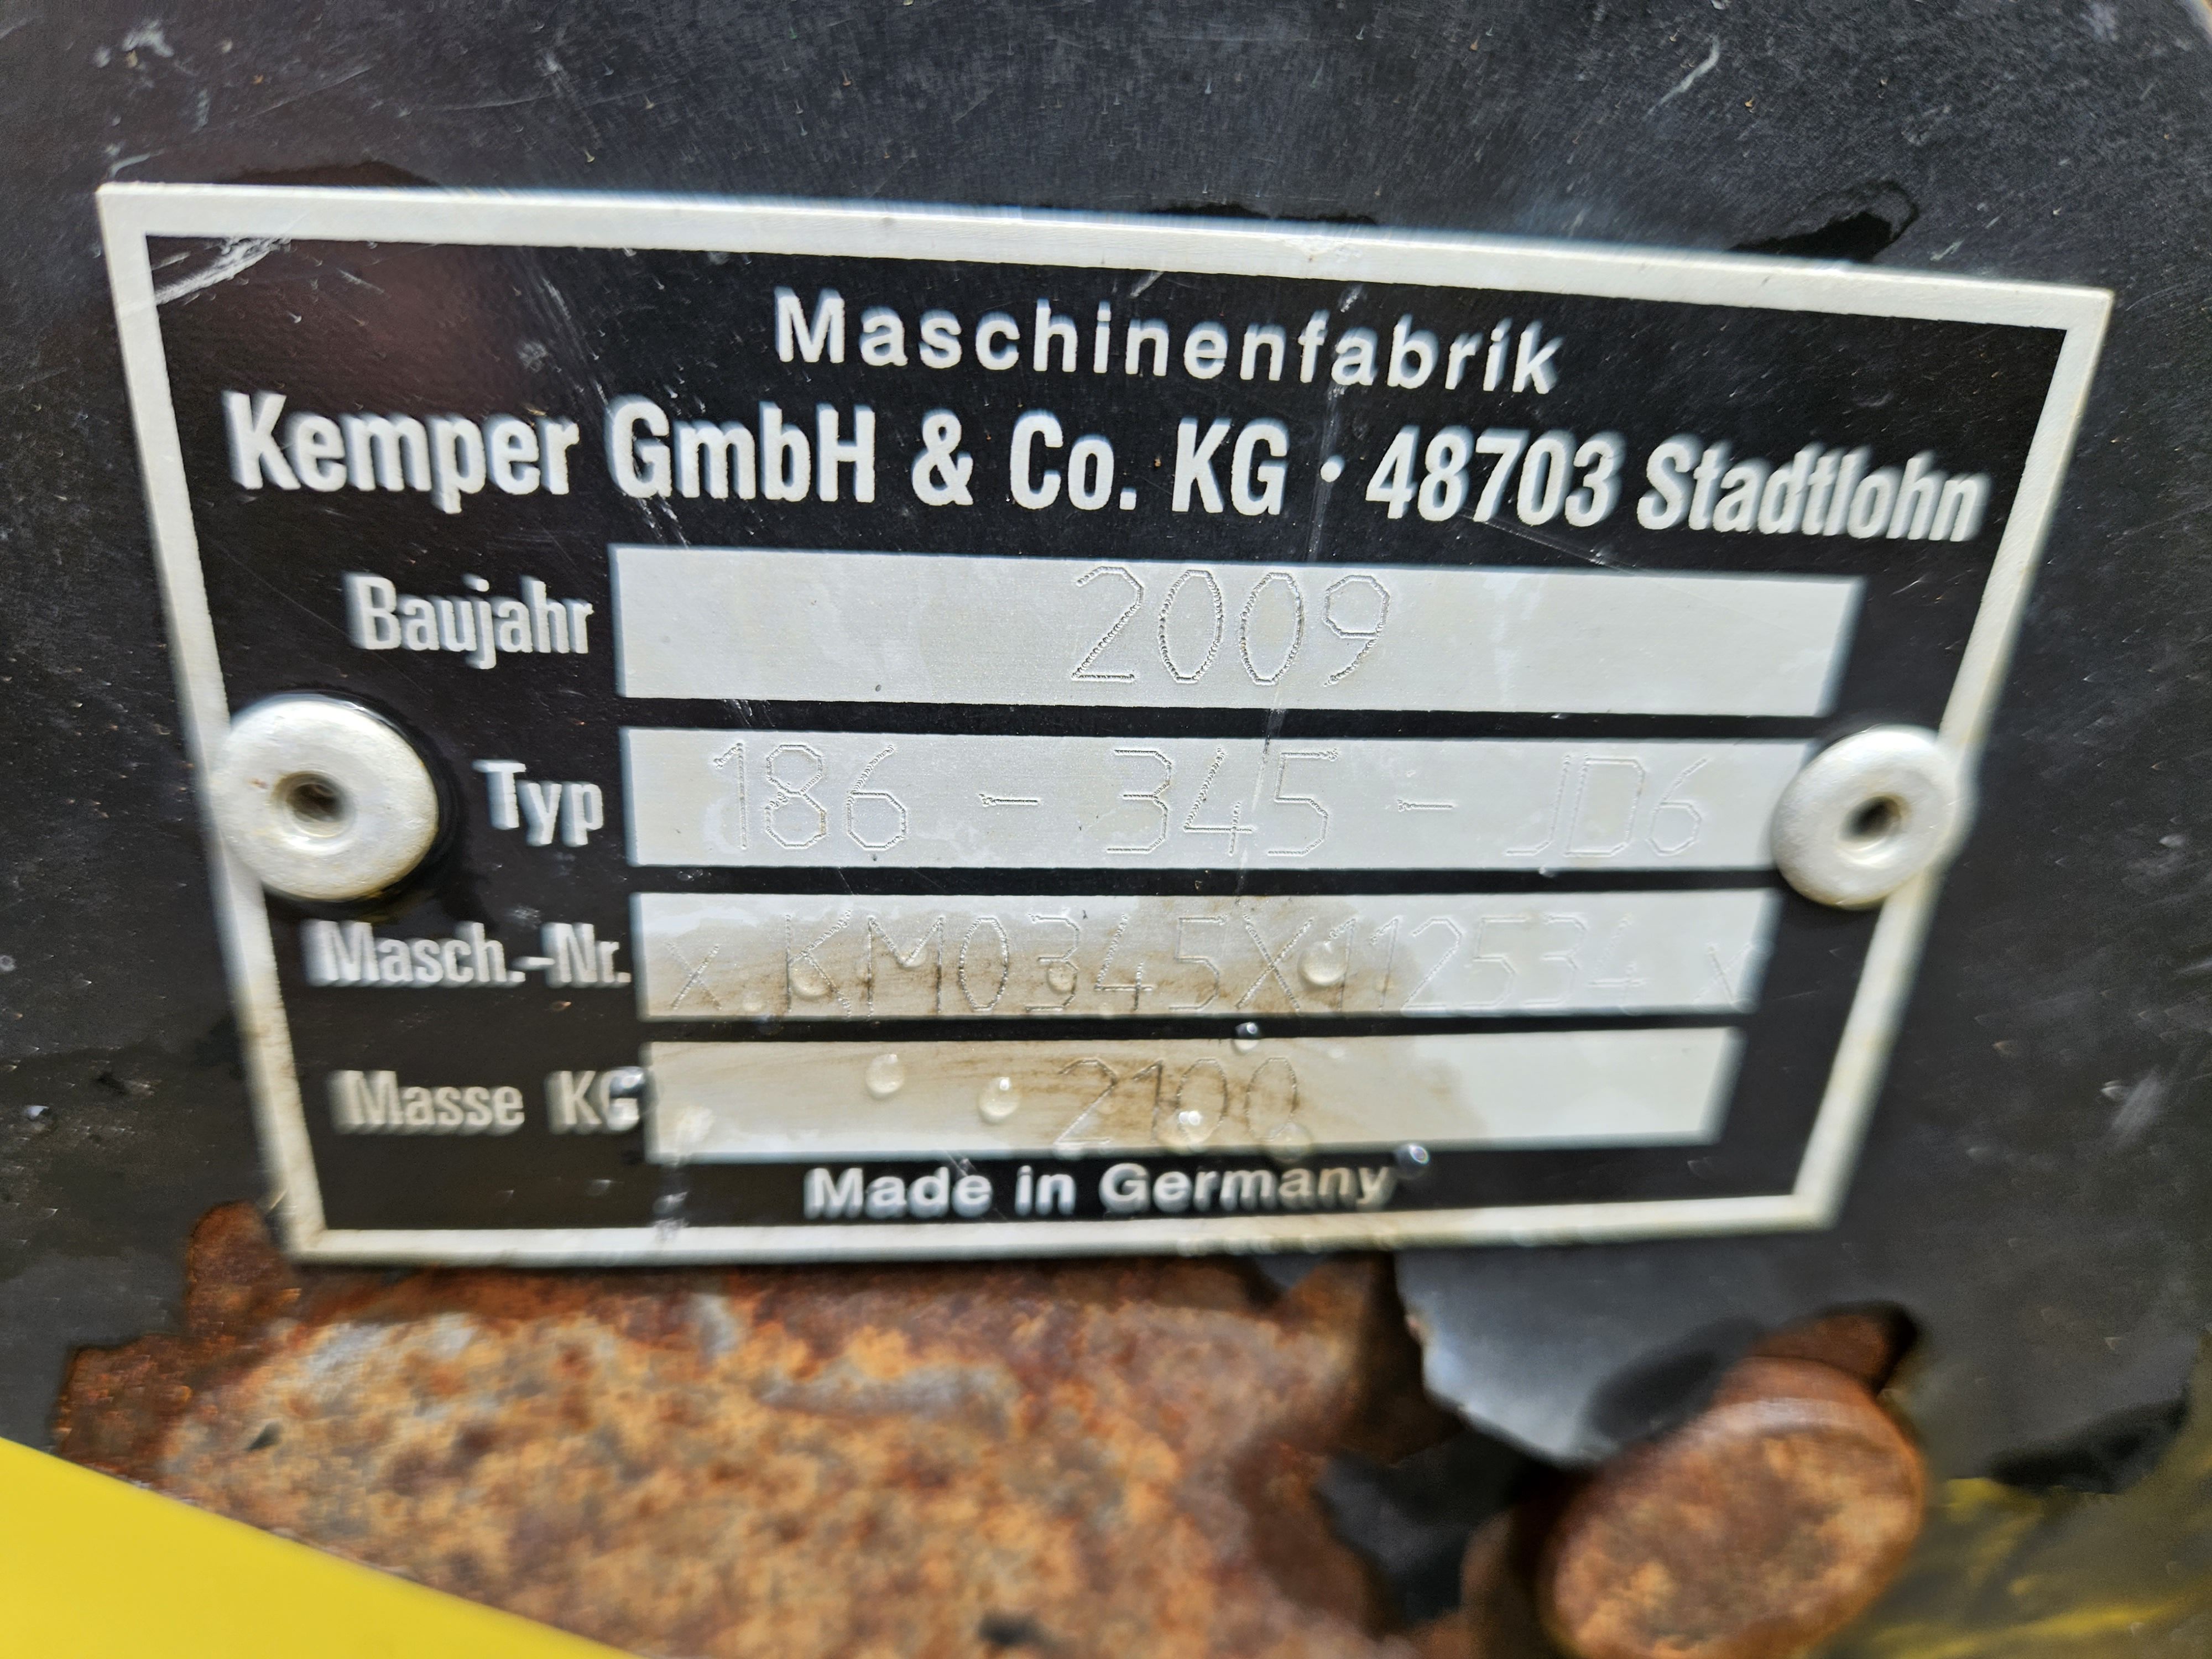 Maschinenfabrik
Kemper GmbH & Co. KG · 48703 Stadtlohn
Baujahr 2009
Typ 186 - 345 - JD6
Masch.-Nr. x KM0345X112534 x
Masse KG 2100
Made in Germany